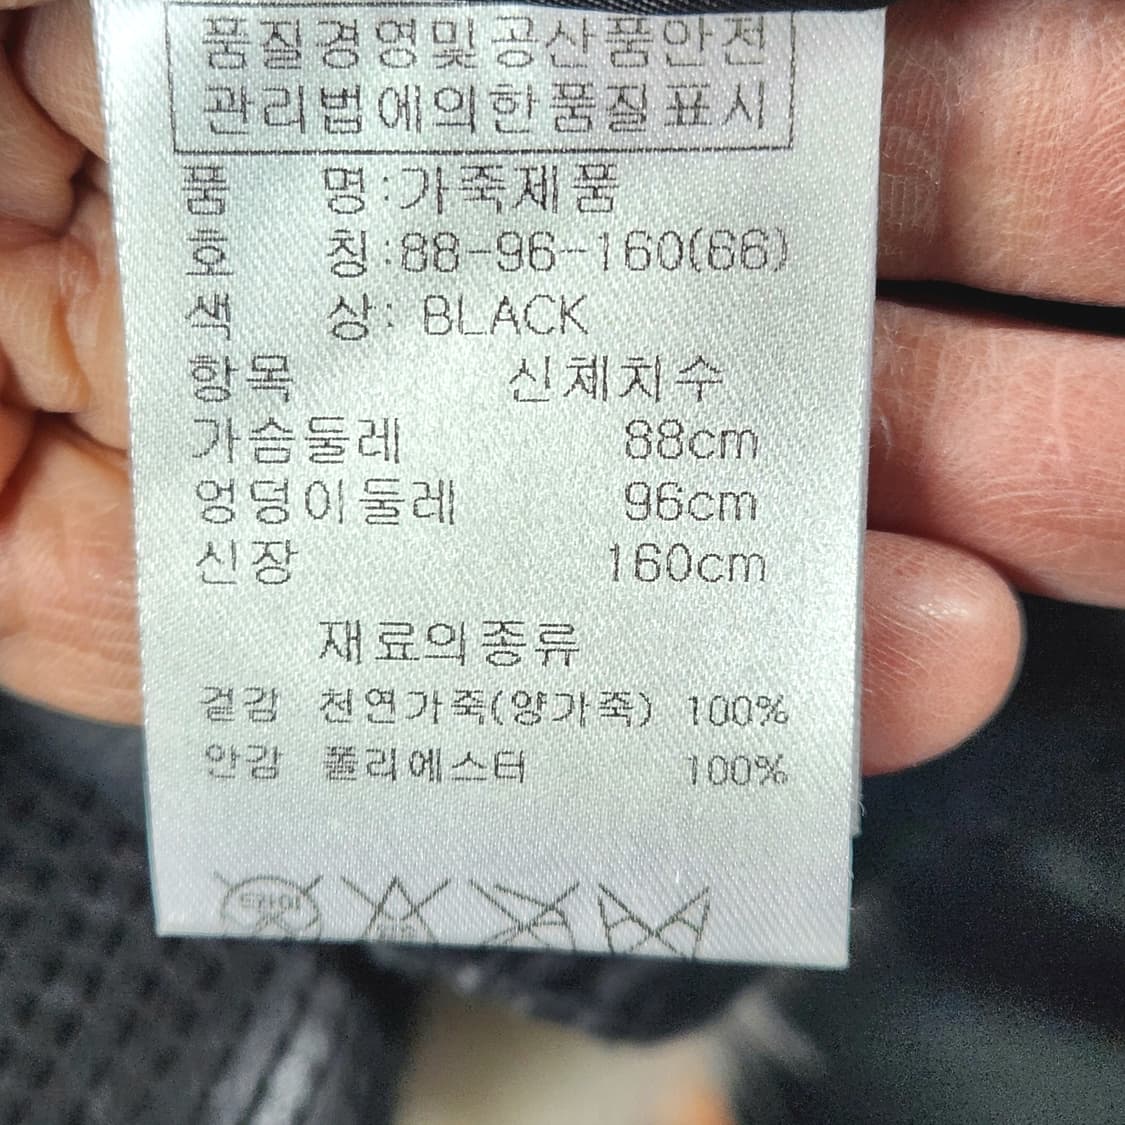 품질경영및공산품안전
관리법에의한품질표시
품 명:가죽제품
호 칭:88-96-160(66)
색 상: BLACK
항목 신체치수
가슴둘레 88cm
엉덩이둘레 96cm
신장 160cm
재료의종류
겉감 천연가죽(양가죽) 100%
안감 폴리에스터 100%
드라이